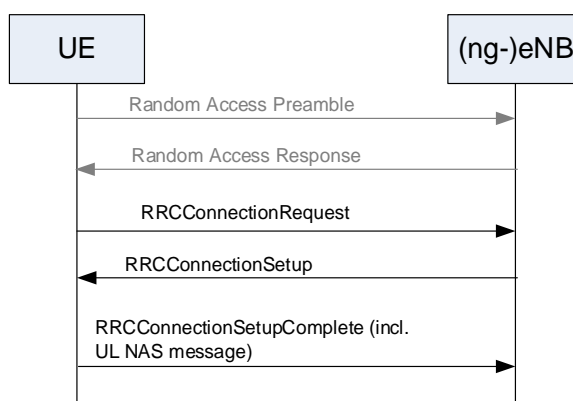 UE
(ng-)eNB
Random Access Preamble
Random Access Response
RRCConnectionRequest
RRCConnectionSetup
RRCConnectionSetupComplete (incl.
UL NAS message)